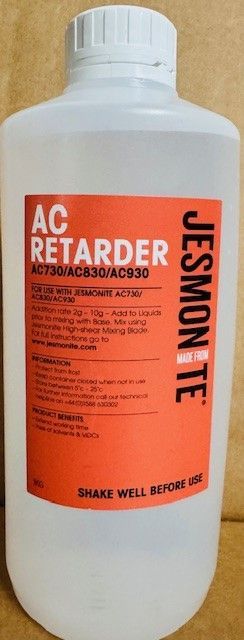 AC
RETARDER
AC730/AC830/AC930
FOR USE WITH JESMONITE AC730/
AC830/AC930
Addition rate 2g – 10g – Add to Liquids
prior to mixing with Base. Mix using
Jesmonite High-shear Mixing Blade.
For full instructions go to
www.jesmonite.com
INFORMATION
- Protect from frost
- Keep container closed when not in use
- Store between 5°c - 25°c
- For further information call our technical
helpline on +44(0)1588 630302
PRODUCT BENEFITS
- Extend working time
- Free of solvents & VOCs
1KG
SHAKE WELL BEFORE USE
JESMONITE
MADE FROM